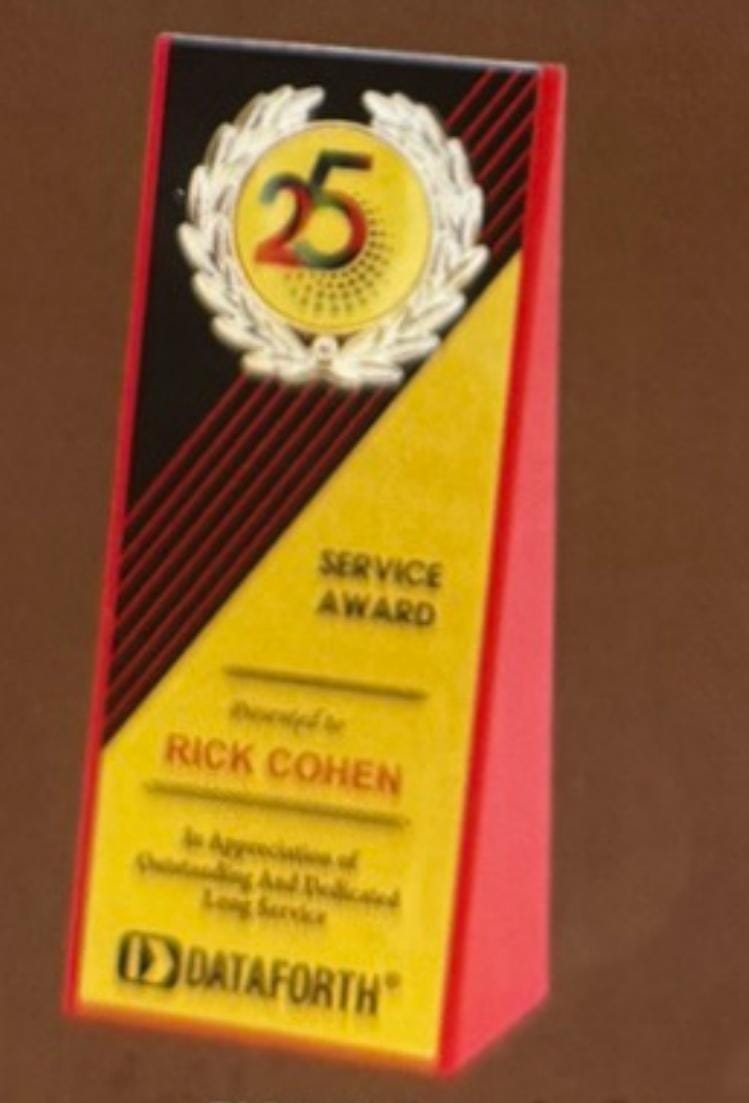 25
SERVICE
AWARD
Presented to
RICK COHEN
In Appreciation of
Outstanding And Dedicated
Long Service
DATAFORTH®